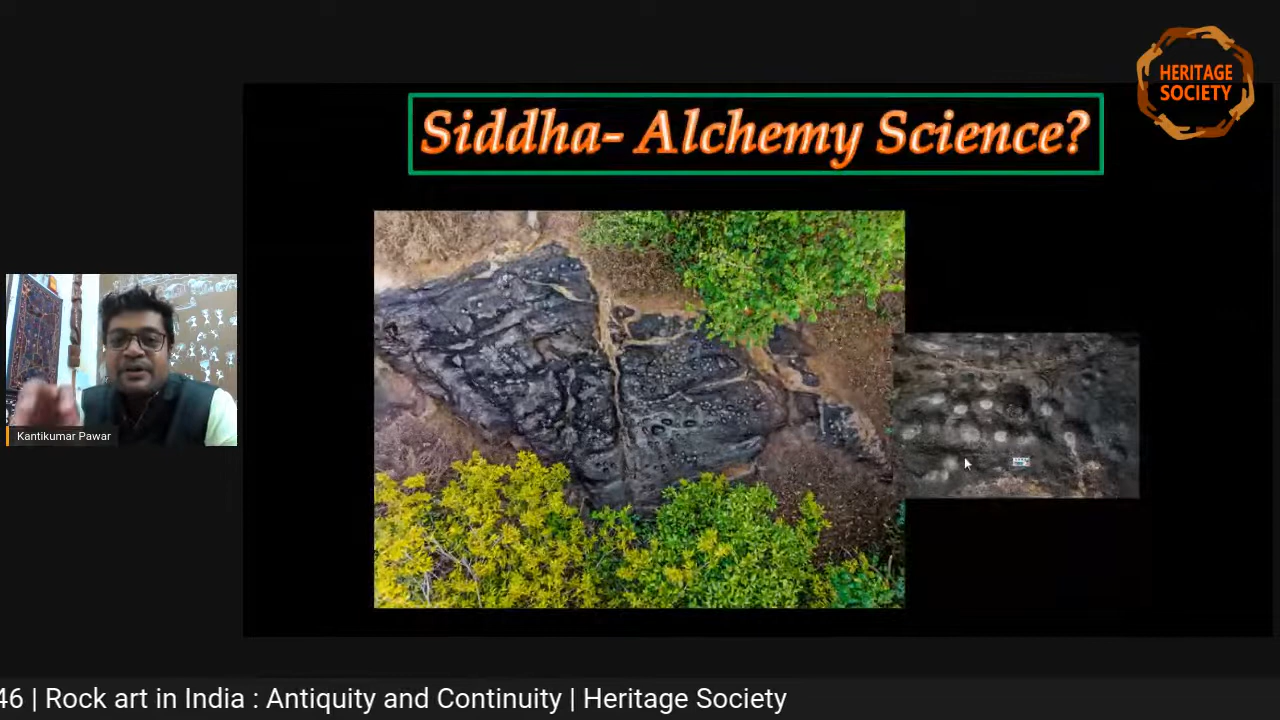 Siddha- Alchemy Science?
HERITAGE
SOCIETY
Kantikumar Pawar
46 | Rock art in India : Antiquity and Continuity | Heritage Society